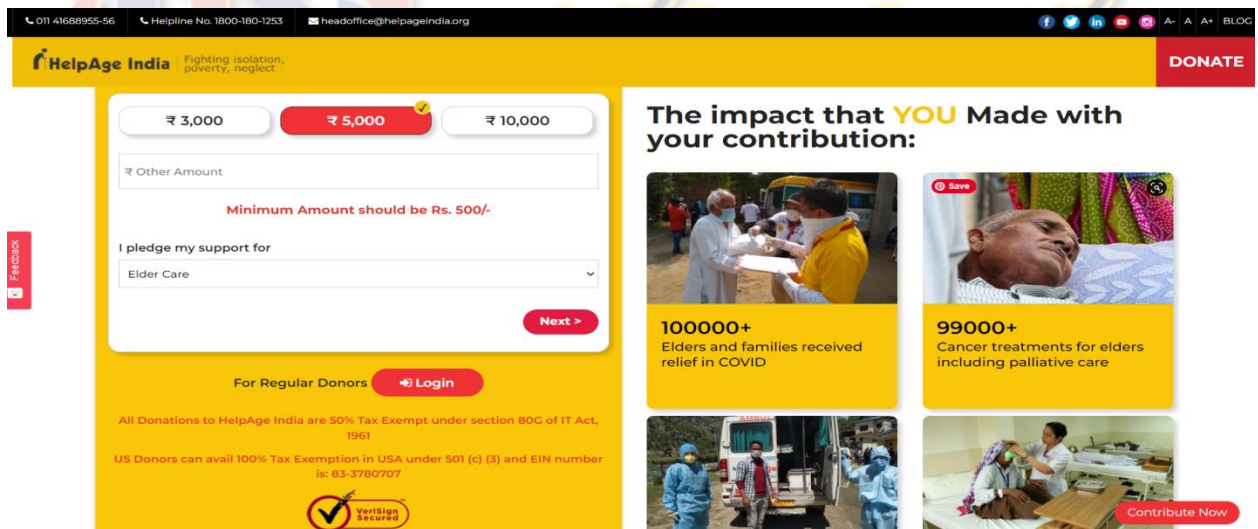 011 41688955-56 Helpline No. 1800-180-1253 headoffice@helpageindia.org A- A A+ BLOG
HelpAge India Fighting isolation,
poverty, neglect
DONATE
₹ 3,000 ₹ 5,000 ₹ 10,000
₹ Other Amount
Minimum Amount should be Rs. 500/-
I pledge my support for
Elder Care
Next >
For Regular Donors Login
All Donations to HelpAge India are 50% Tax Exempt under section 80G of IT Act,
1961
US Donors can avail 100% Tax Exemption in USA under 501 (c) (3) and EIN number
is: 83-3780707
VeriSign
Secured
Feedback
The impact that YOU Made with
your contribution:
Save
100000+
Elders and families received
relief in COVID
99000+
Cancer treatments for elders
including palliative care
Contribute Now